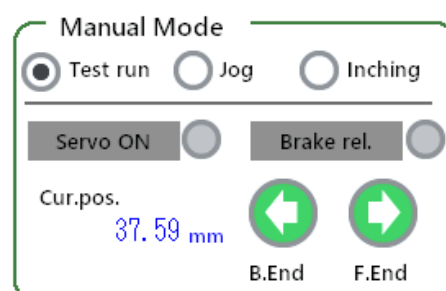 Manual Mode
Test run Jog Inching
Servo ON Brake rel.
Cur.pos.
37.59 mm
B.End F.End